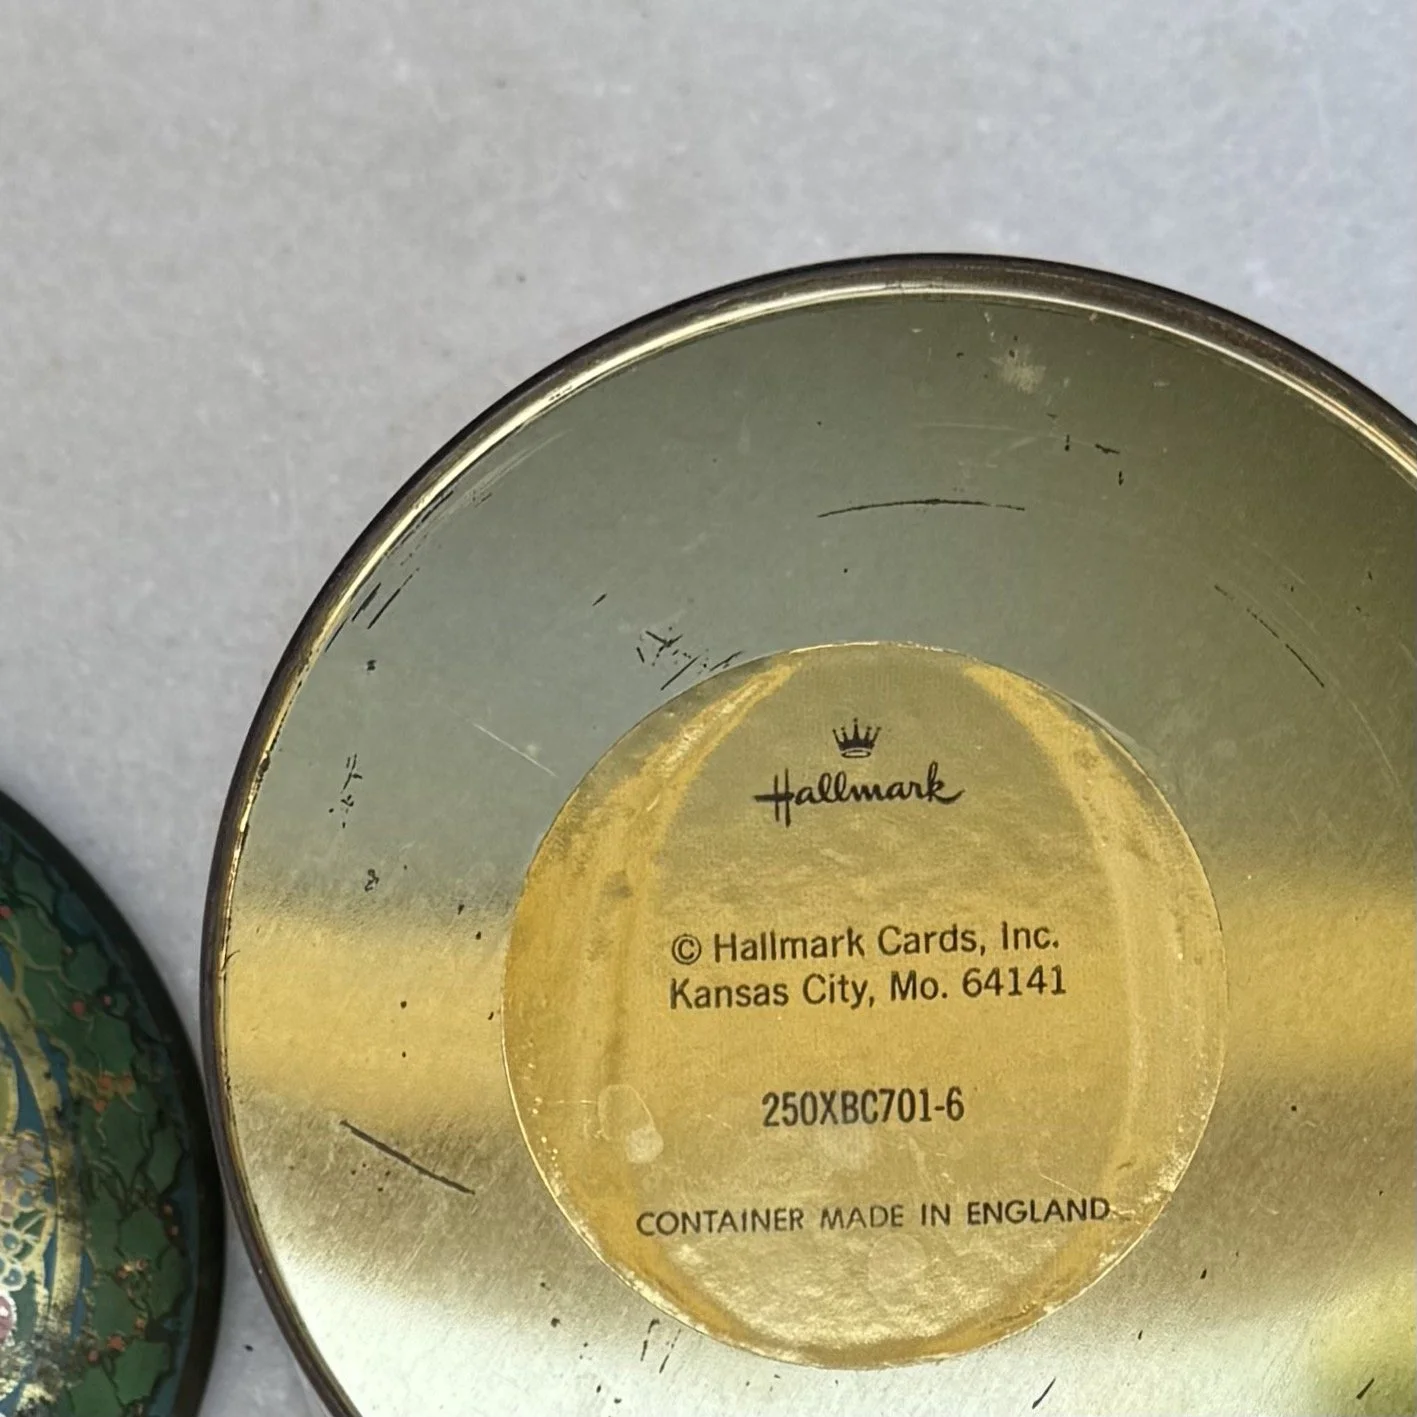 Hallmark
© Hallmark Cards, Inc.
Kansas City, Mo. 64141
250XBC701-6
CONTAINER MADE IN ENGLAND